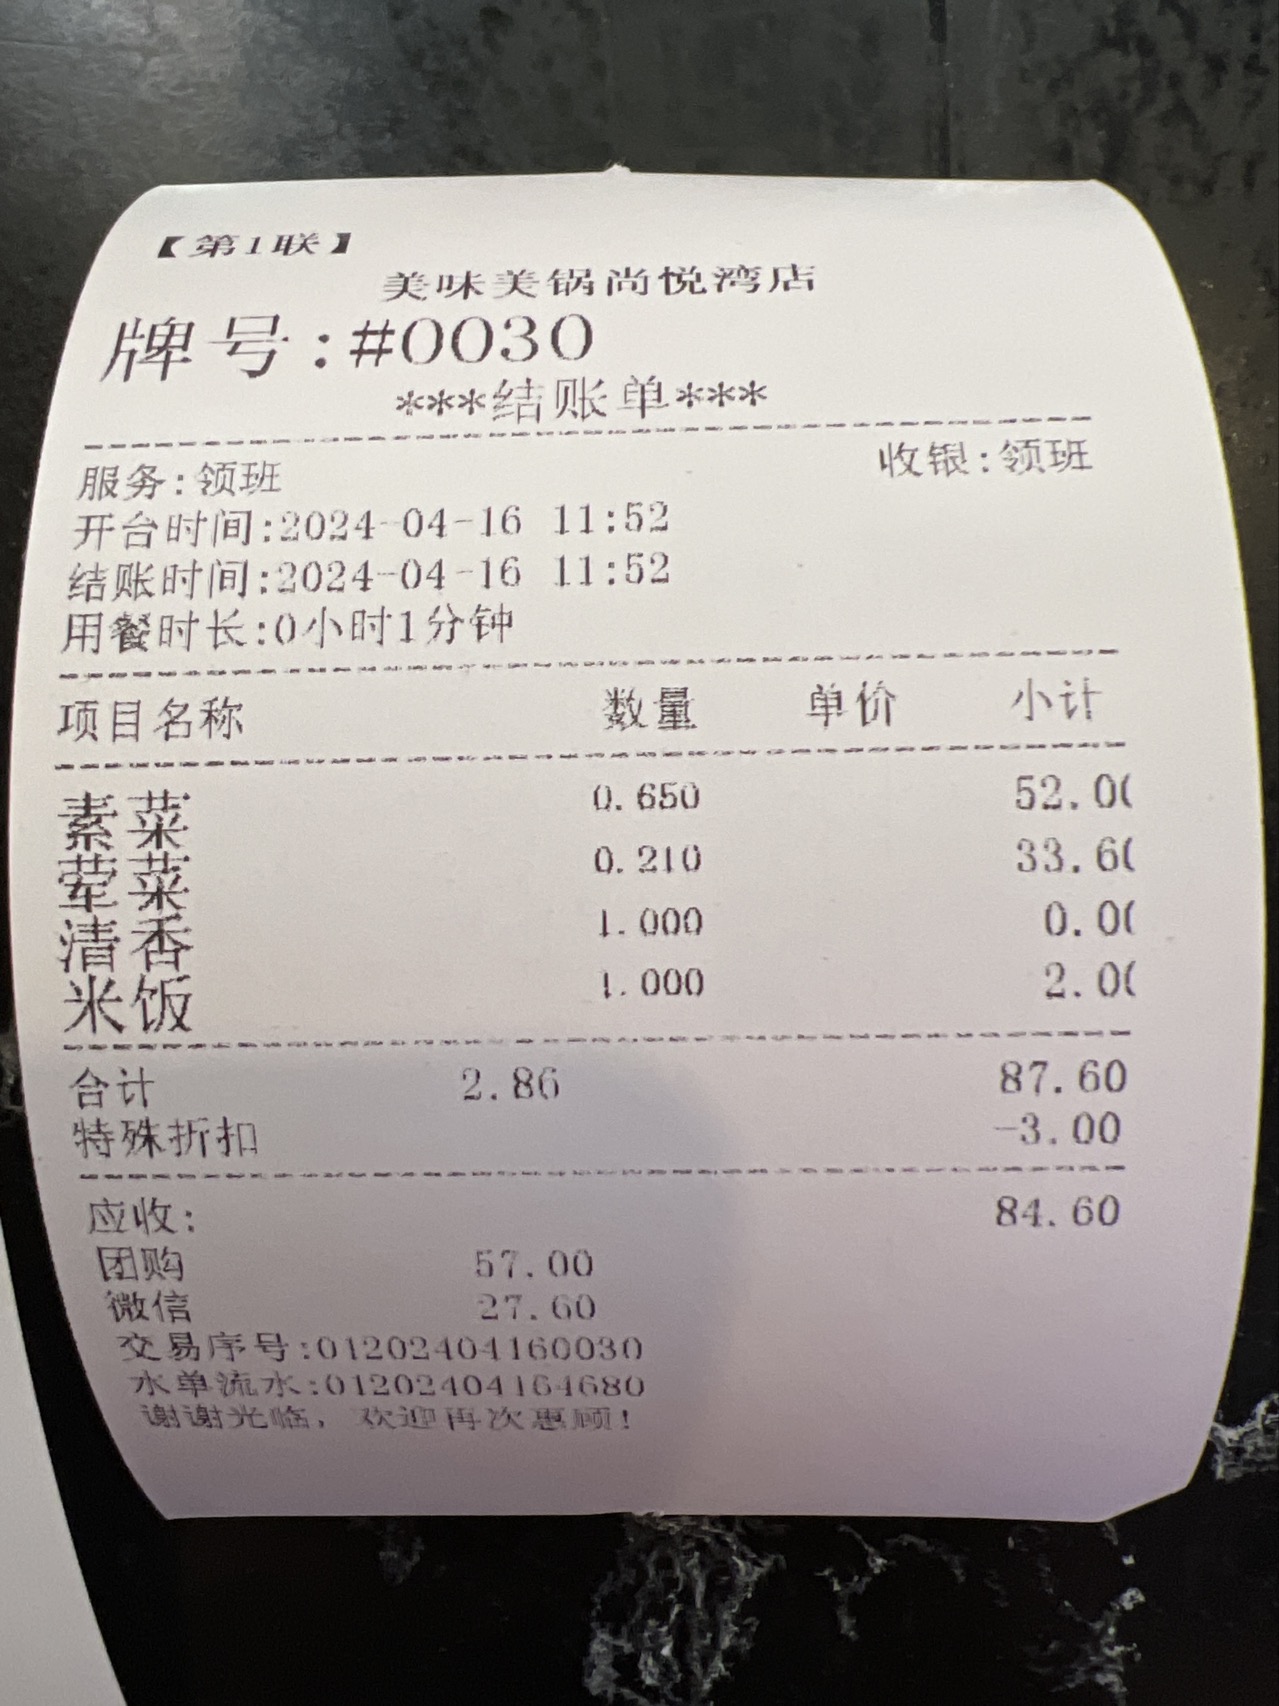 【第1联】
美味美锅尚悦湾店
牌号:#0030
***结账单***
服务:领班 收银:领班
开台时间:2024-04-16 11:52
结账时间:2024-04-16 11:52
用餐时长:0小时1分钟
项目名称 数量 单价 小计
素菜 0.650 52.00
荤菜 0.210 33.60
清香 1.000 0.00
米饭 1.000 2.00
合计 2.86 87.60
特殊折扣 -3.00
应收: 84.60
团购 57.00
微信 27.60
交易序号:01202404160030
水单流水:01202404164680
谢谢光临，欢迎再次惠顾!